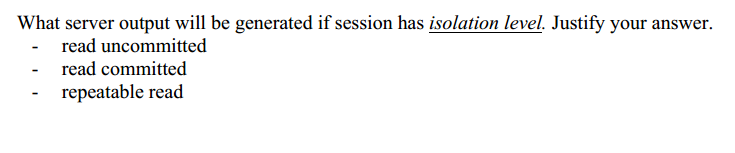 What server output will be generated if session has isolation level. Justify your answer.
- read uncommitted
- read committed
- repeatable read